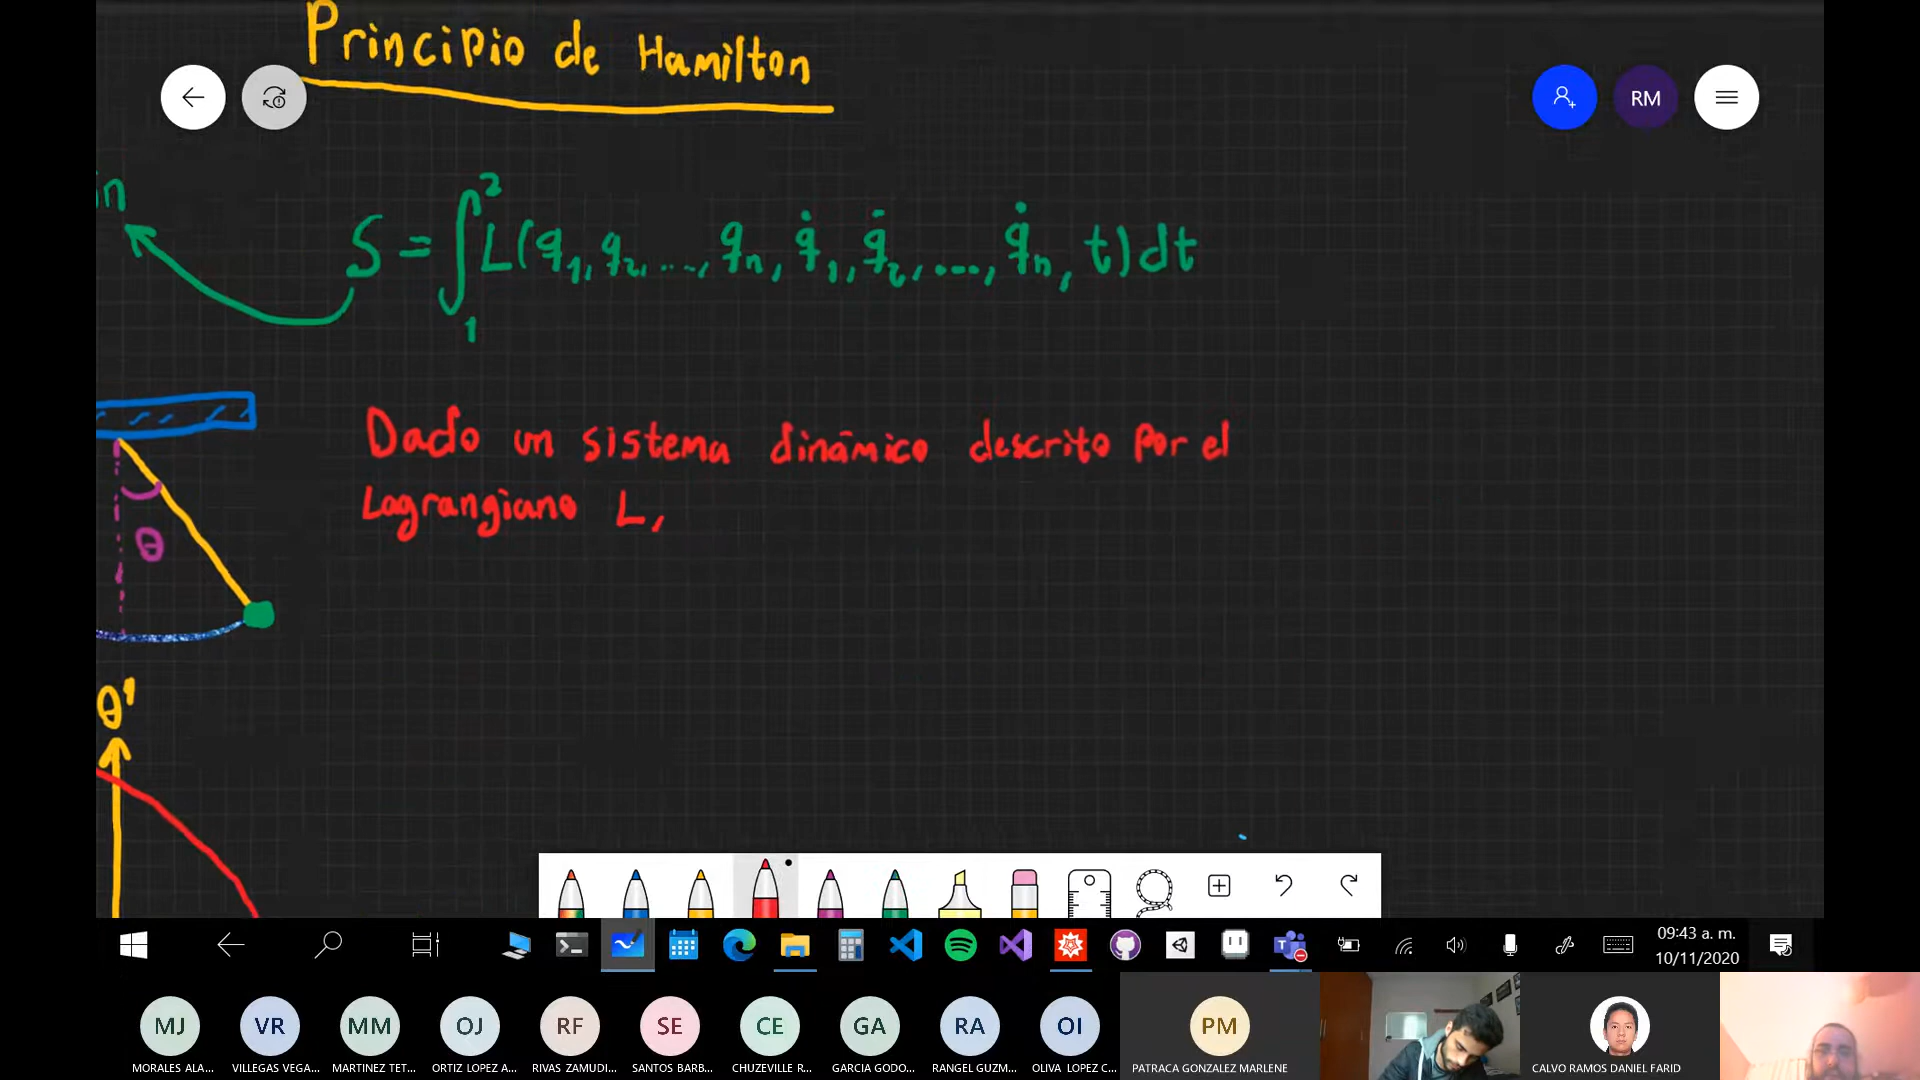 Principio de Hamilton
RM
in
S = ∫₁² L(q₁, q₂, ..., qₙ, q̇₁, q̇₂, ..., q̇ₙ, t) dt
Dado un sistema dinámico descrito por el
Lagrangiano L,
θ
θ'
09:43 a. m.
10/11/2020
MJ
VR
MM
OJ
RF
SE
CE
GA
RA
OI
PM
MORALES ALA...
VILLEGAS VEGA...
MARTINEZ TET...
ORTIZ LOPEZ A...
RIVAS ZAMUDI...
SANTOS BARB...
CHUZEVILLE R...
GARCIA GODO...
RANGEL GUZM...
OLIVA LOPEZ C...
PATRACA GONZALEZ MARLENE
CALVO RAMOS DANIEL FARID